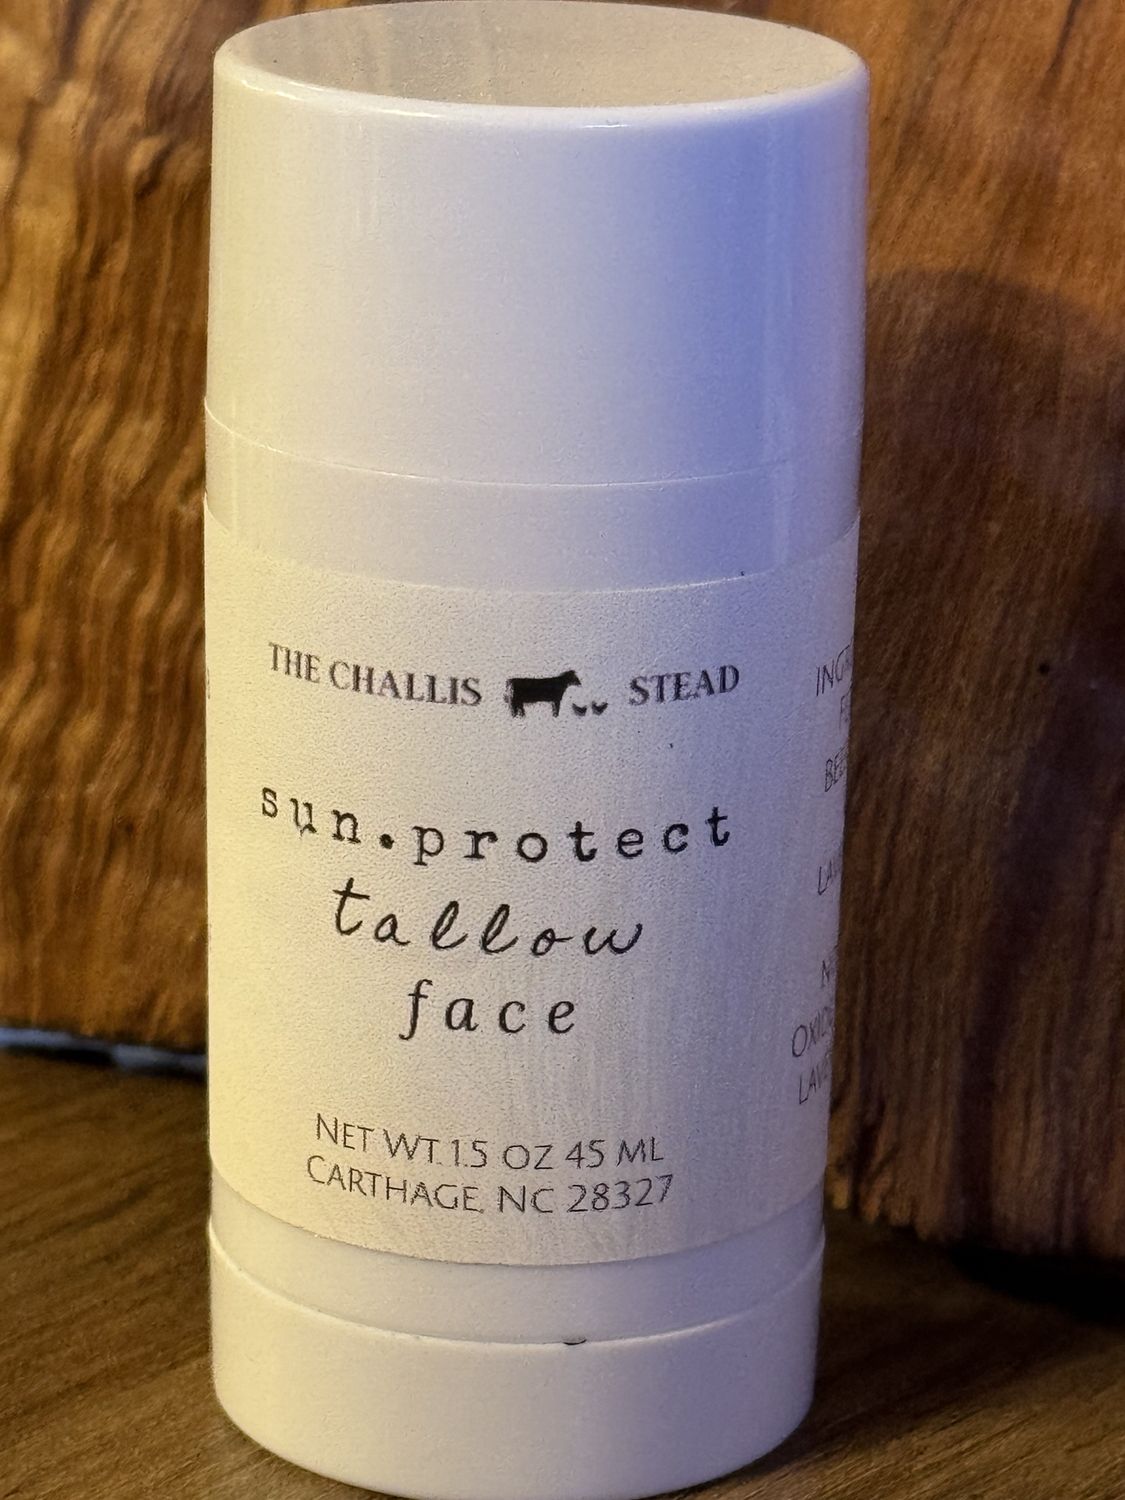 THE CHALLIS STEAD
sun.protect
tallow
face
NET WT. 1.5 OZ 45 ML
CARTHAGE, NC 28327